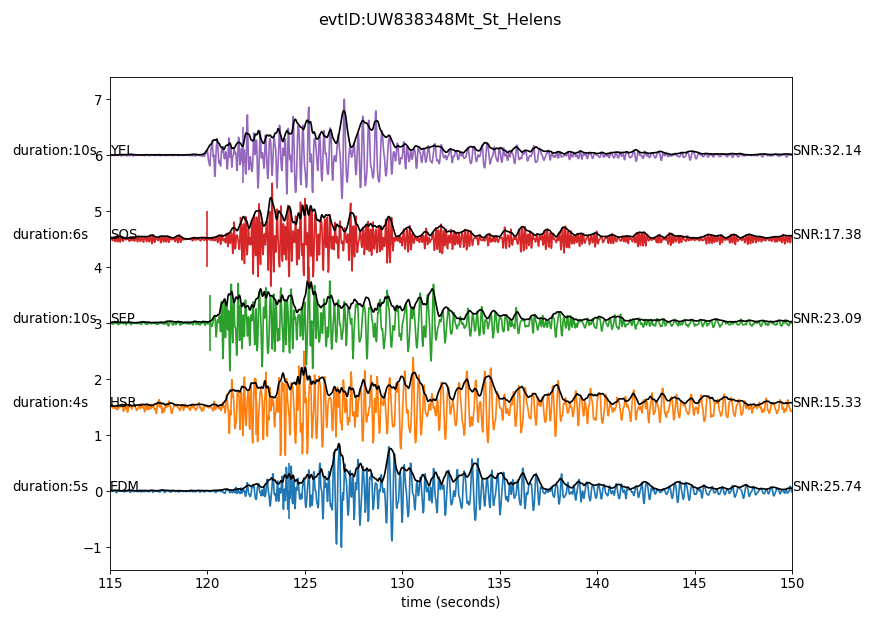 evtID:UW838348Mt_St_Helens
7
duration:10s YEL SNR:32.14
6
5
duration:6s SOS SNR:17.38
4
duration:10s SEP SNR:23.09
3
2
duration:4s HSR SNR:15.33
1
duration:5s EDM SNR:25.74
0
−1
115 120 125 130 135 140 145 150
time (seconds)